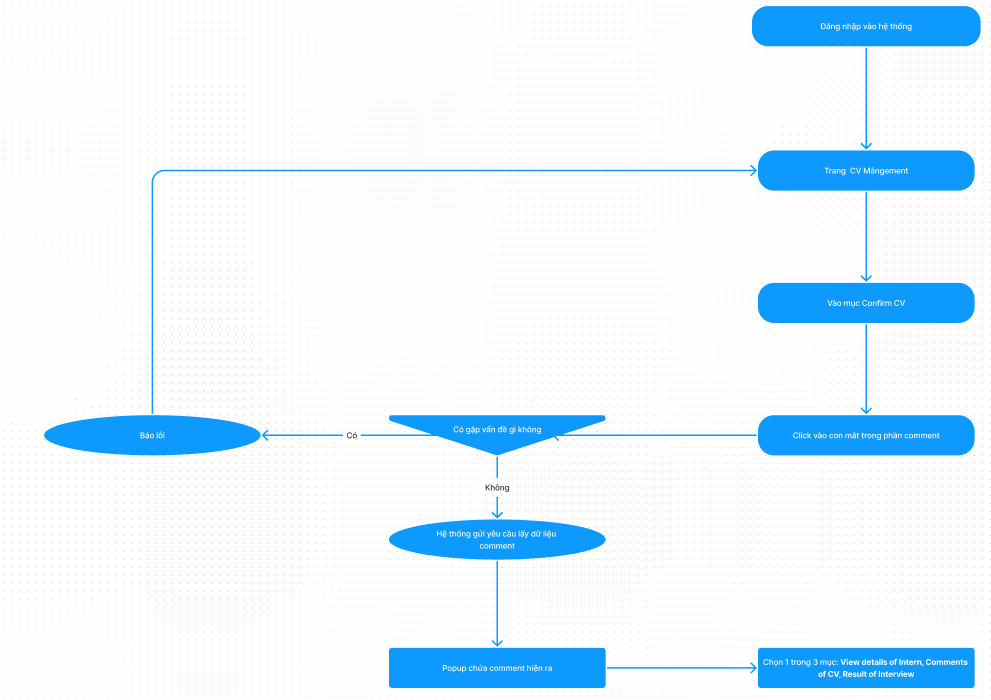 Đăng nhập vào hệ thống
Trang CV Mângement
Vào mục Confirm CV
Click vào con mắt trong phần comment
Có gặp vấn đề gì không
Có
Báo lỗi
Không
Hệ thống gửi yêu cầu lấy dữ liệu
comment
Popup chứa comment hiện ra
Chọn 1 trong 3 mục: View details of Intern, Comments
of CV, Result of Interview